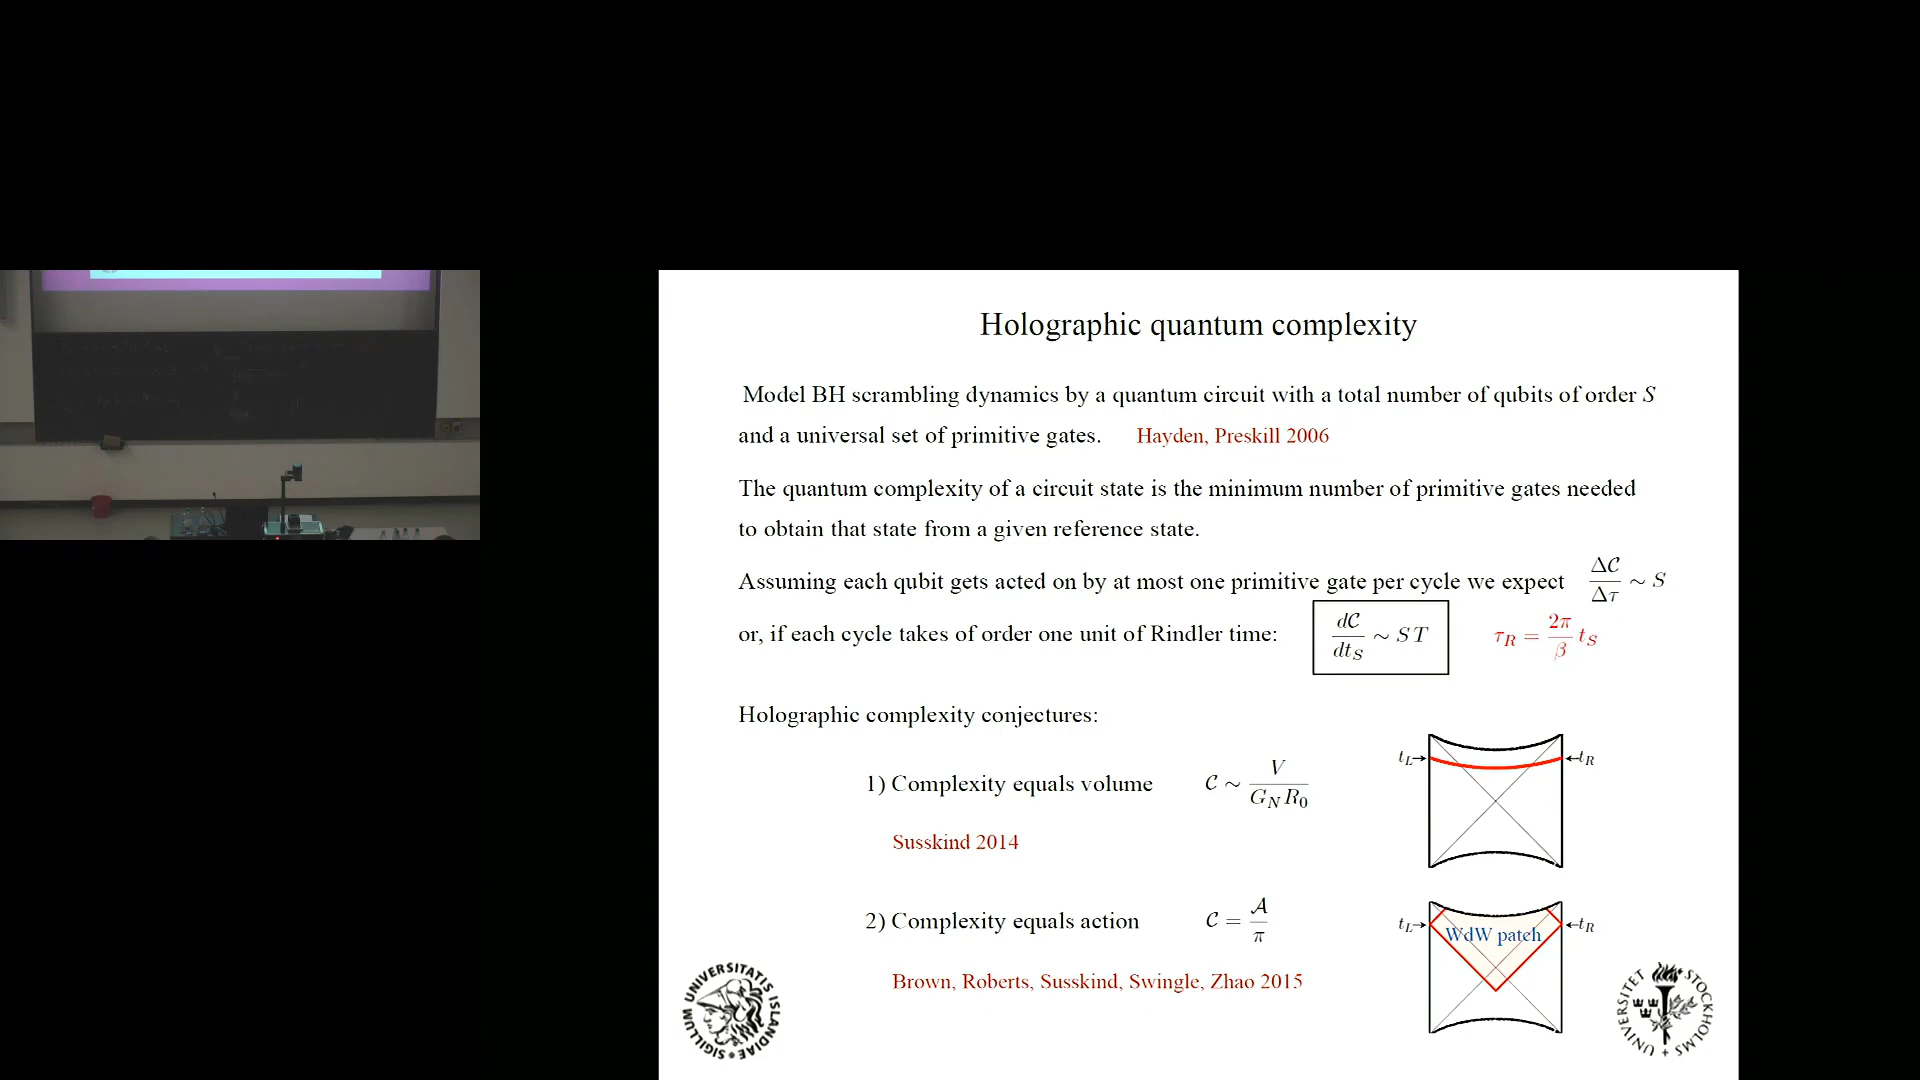 Holographic quantum complexity
Model BH scrambling dynamics by a quantum circuit with a total number of qubits of order S
and a universal set of primitive gates. Hayden, Preskill 2006
The quantum complexity of a circuit state is the minimum number of primitive gates needed
to obtain that state from a given reference state.
Assuming each qubit gets acted on by at most one primitive gate per cycle we expect Δ𝒞/Δτ ~ S
or, if each cycle takes of order one unit of Rindler time: d𝒞/dt_S ~ S T τ_R = 2π/β t_S
Holographic complexity conjectures:
1) Complexity equals volume 𝒞 ~ V/(G_N R_0)
t_L → ← t_R
Susskind 2014
2) Complexity equals action 𝒞 = 𝒜/π
t_L → ← t_R
WdW patch
Brown, Roberts, Susskind, Swingle, Zhao 2015
SIGILLUM UNIVERSITATIS ISLANDIAE
STOCKHOLMS UNIVERSITET